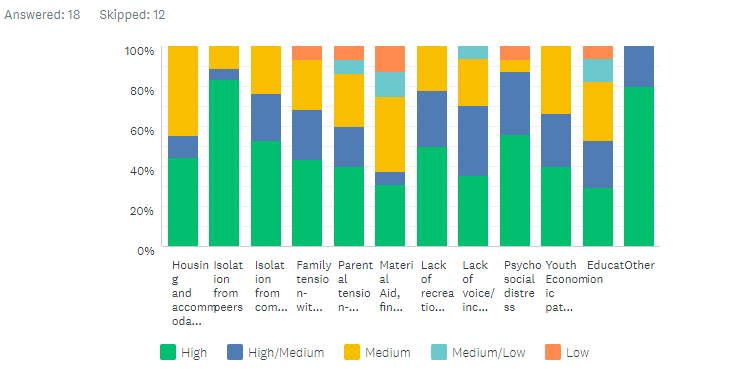 Answered: 18 Skipped: 12
100%
80%
60%
40%
20%
0%
Housin
g
and
accomm
oda...
Isolat
ion
from
peers
Isolat
ion
from
com...
Family
tensio
n-
wit...
Parent
al
tensio
n-...
Materi
al
Aid,
fin...
Lack
of
recrea
tio...
Lack
of
voice/
inc...
Psycho
social
distre
ss
Youth
Econom
ic
pat...
Education
Other
High High/Medium Medium Medium/Low Low